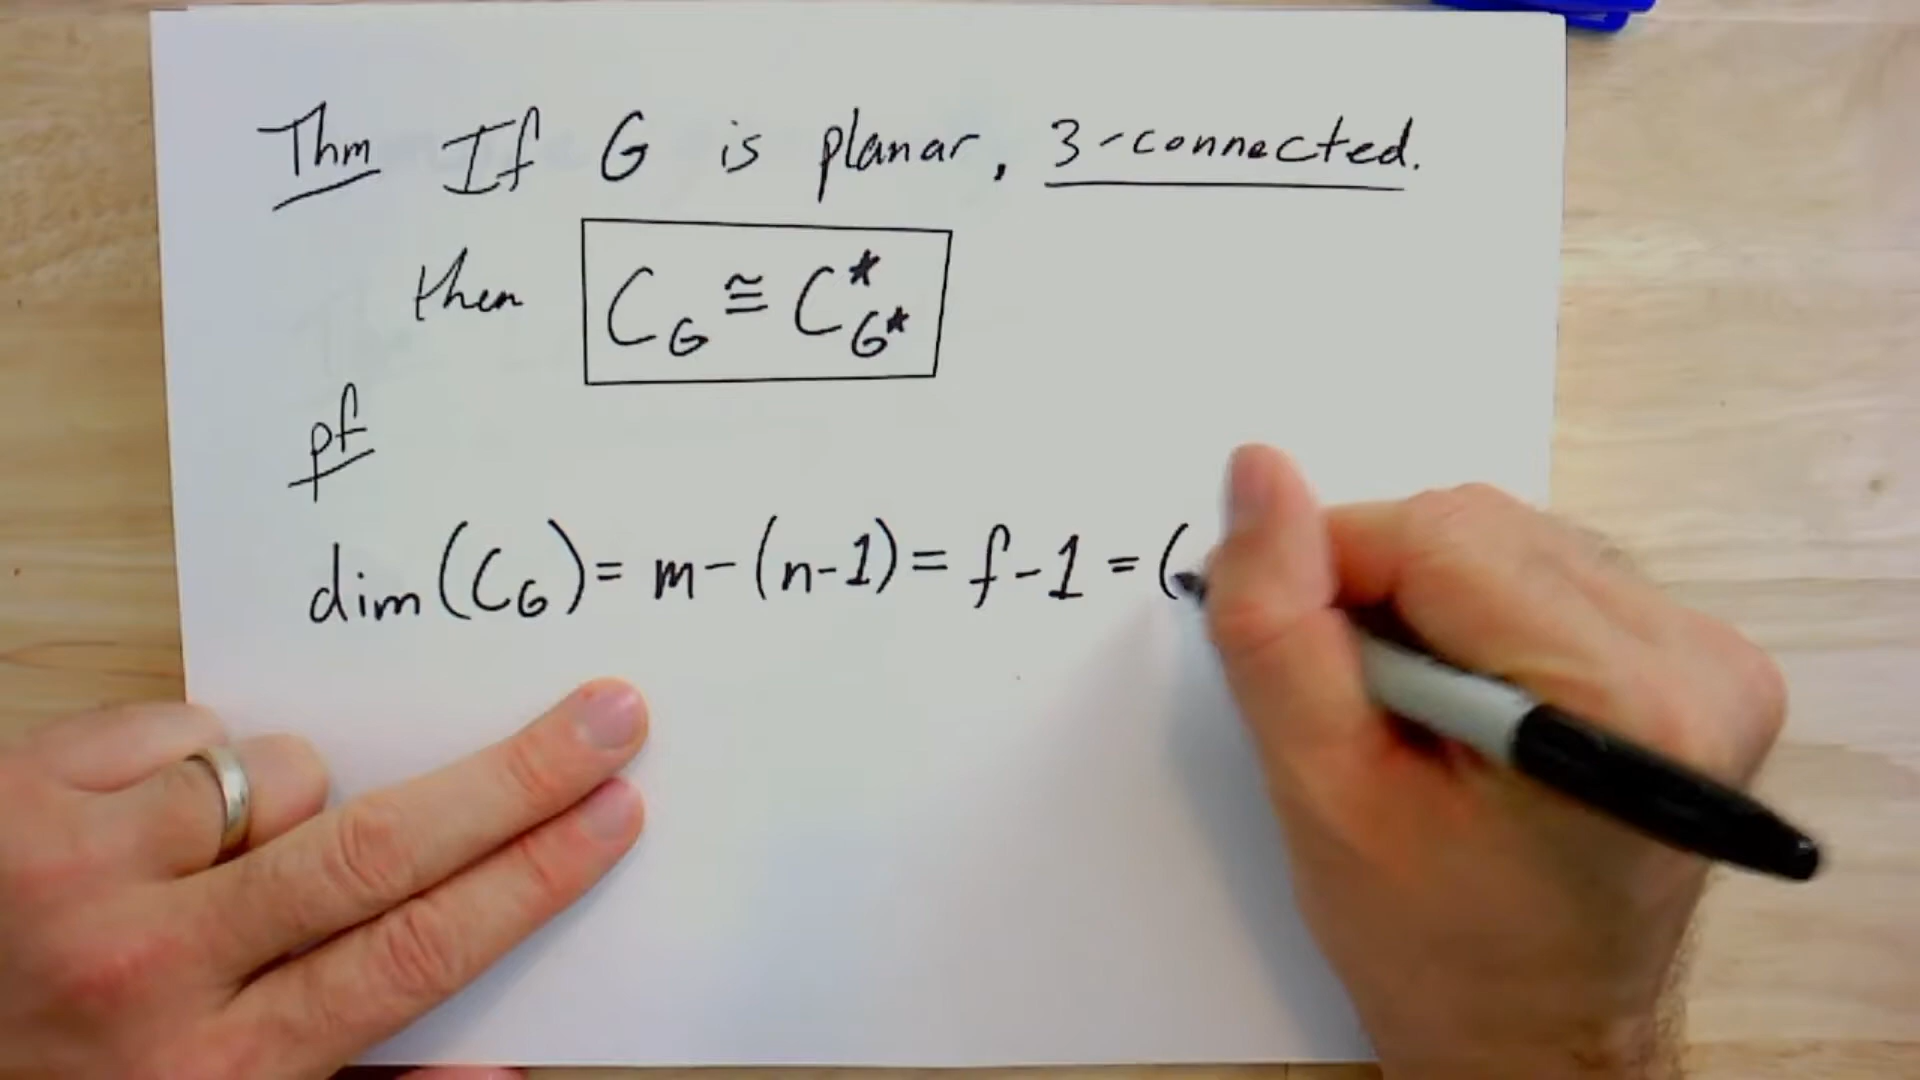 Thm If G is planar, 3-connected.
then C_G ≅ C*_G*
pf
dim(C_G) = m-(n-1) = f-1 = (